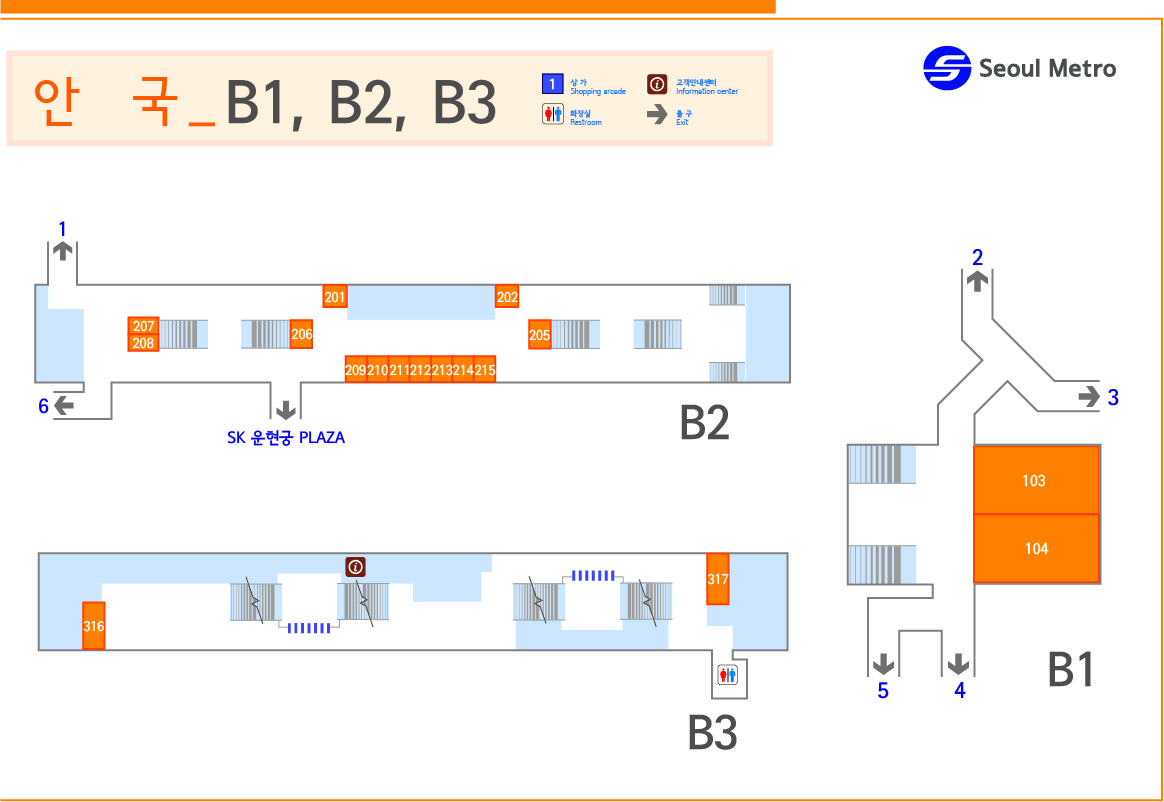 안 국_B1, B2, B3
1 상 가
Shopping arcade
고객안내센터
Information center
화장실
Restroom
출 구
Exit
Seoul Metro
1
201
202
207
208
206
205
209 210 211 212 213 214 215
6
SK 운현궁 PLAZA
B2
2
3
103
104
5
4
B1
316
317
B3